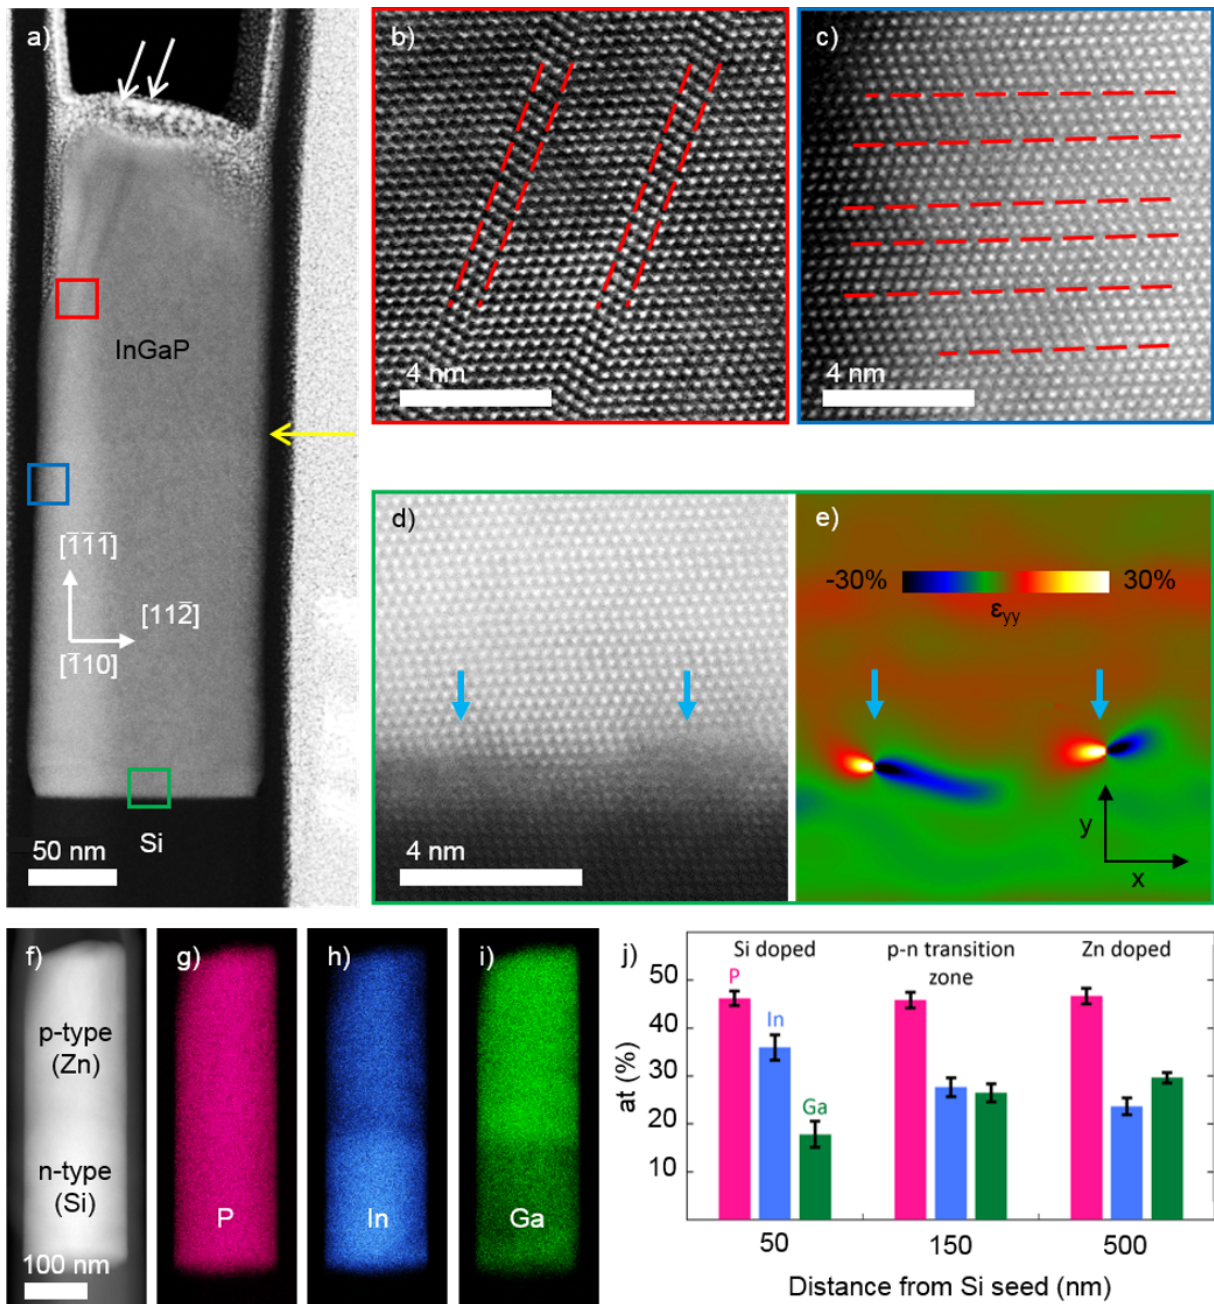 a)
InGaP
[1̅1̅1̅]
[112̅]
[1̅10]
Si
50 nm
b)
4 nm
c)
4 nm
d)
4 nm
e)
-30%
30%
εyy
y
x
f)
p-type
(Zn)
n-type
(Si)
100 nm
g)
P
h)
In
i)
Ga
j)
Si doped
p-n transition
zone
Zn doped
P
In
Ga
at (%)
50
40
30
20
10
50
150
500
Distance from Si seed (nm)